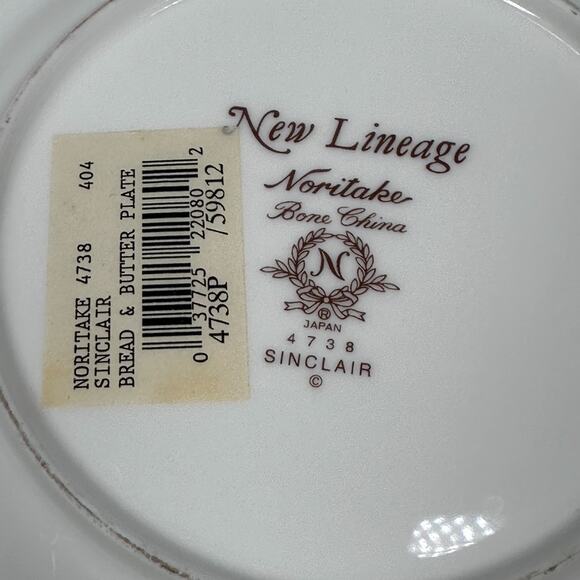 NORITAKE 4738 404
SINCLAIR
BREAD & BUTTER PLATE
0 37725 22080 2
4738P /59812
New Lineage
Noritake
Bone China
N
®
JAPAN
4738
SINCLAIR
©